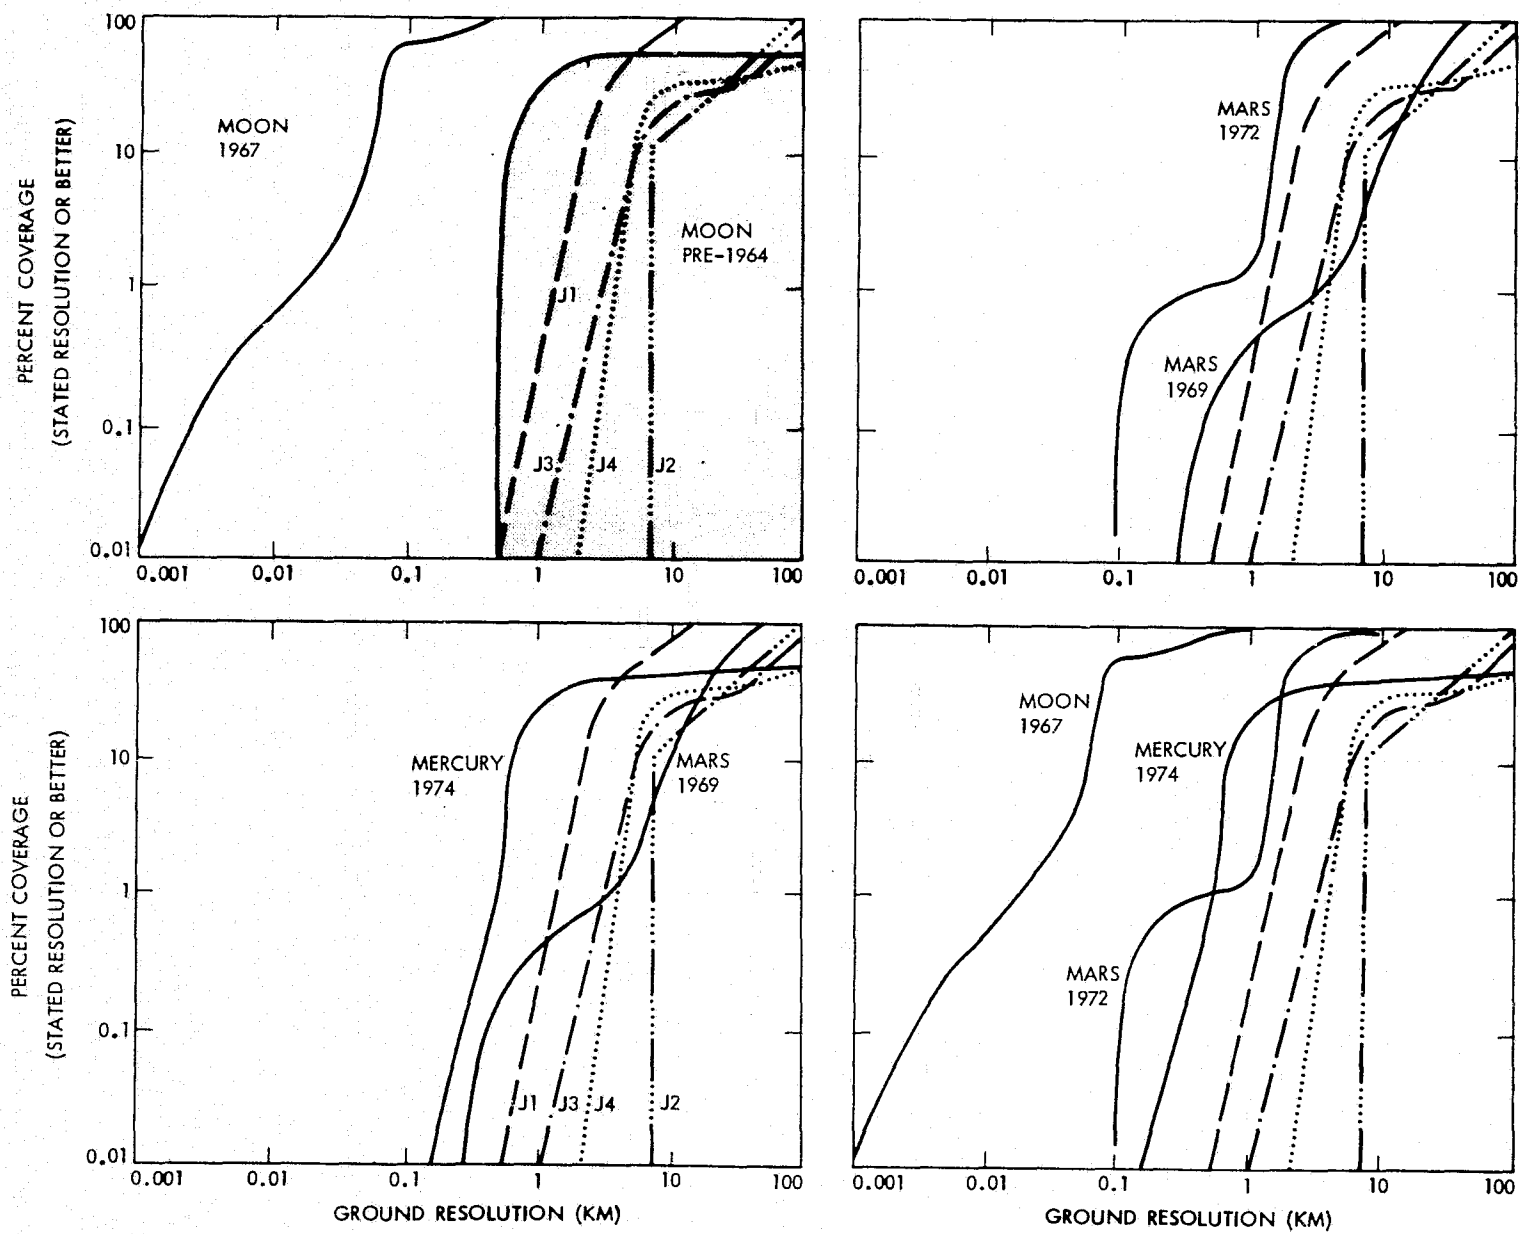 PERCENT COVERAGE
(STATED RESOLUTION OR BETTER)
100
10
1
0.1
0.01
MOON
1967
MOON
PRE-1964
J1
J3
J4
J2
0.001
0.01
0.1
1
10
100
MARS
1972
MARS
1969
0.001
0.01
0.1
1
10
100
PERCENT COVERAGE
(STATED RESOLUTION OR BETTER)
100
10
1
0.1
0.01
MERCURY
1974
MARS
1969
J1
J3
J4
J2
0.001
0.01
0.1
1
10
100
GROUND RESOLUTION (KM)
MOON
1967
MERCURY
1974
MARS
1972
0.001
0.01
0.1
1
10
100
GROUND RESOLUTION (KM)